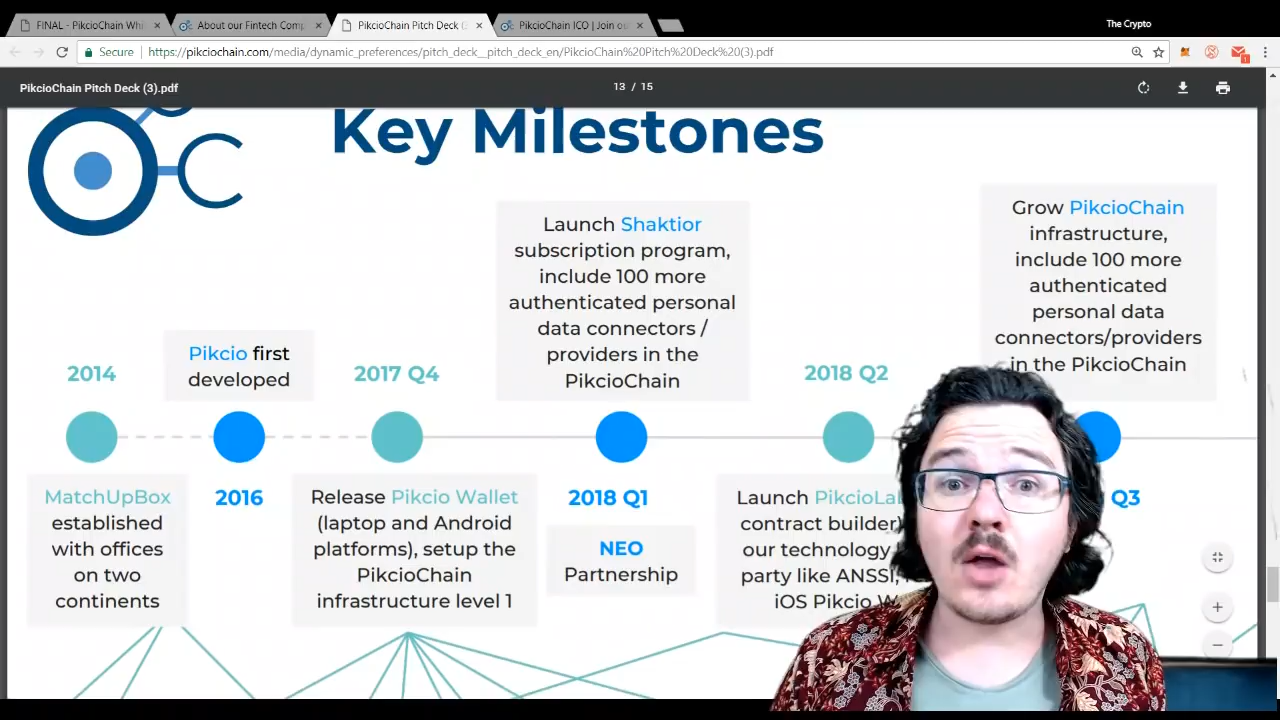 FINAL - PikcioChain Whi
About our Fintech Comp
PikcioChain Pitch Deck (
PikcioChain ICO | Join ou
The Crypto
Secure
https://pikciochain.com/media/dynamic_preferences/pitch_deck__pitch_deck_en/PikcioChain%20Pitch%20Deck%20(3).pdf
PikcioChain Pitch Deck (3).pdf
13 / 15
C
Key Milestones
2014
MatchUpBox
established
with offices
on two
continents
Pikcio first
developed
2016
2017 Q4
Release Pikcio Wallet
(laptop and Android
platforms), setup the
PikcioChain
infrastructure level 1
Launch Shaktior
subscription program,
include 100 more
authenticated personal
data connectors /
providers in the
PikcioChain
2018 Q1
NEO
Partnership
2018 Q2
Launch PikcioLa
contract builder)
our technology
party like ANSSI,
iOS Pikcio W
Grow PikcioChain
infrastructure,
include 100 more
authenticated
personal data
connectors/providers
in the PikcioChain
Q3